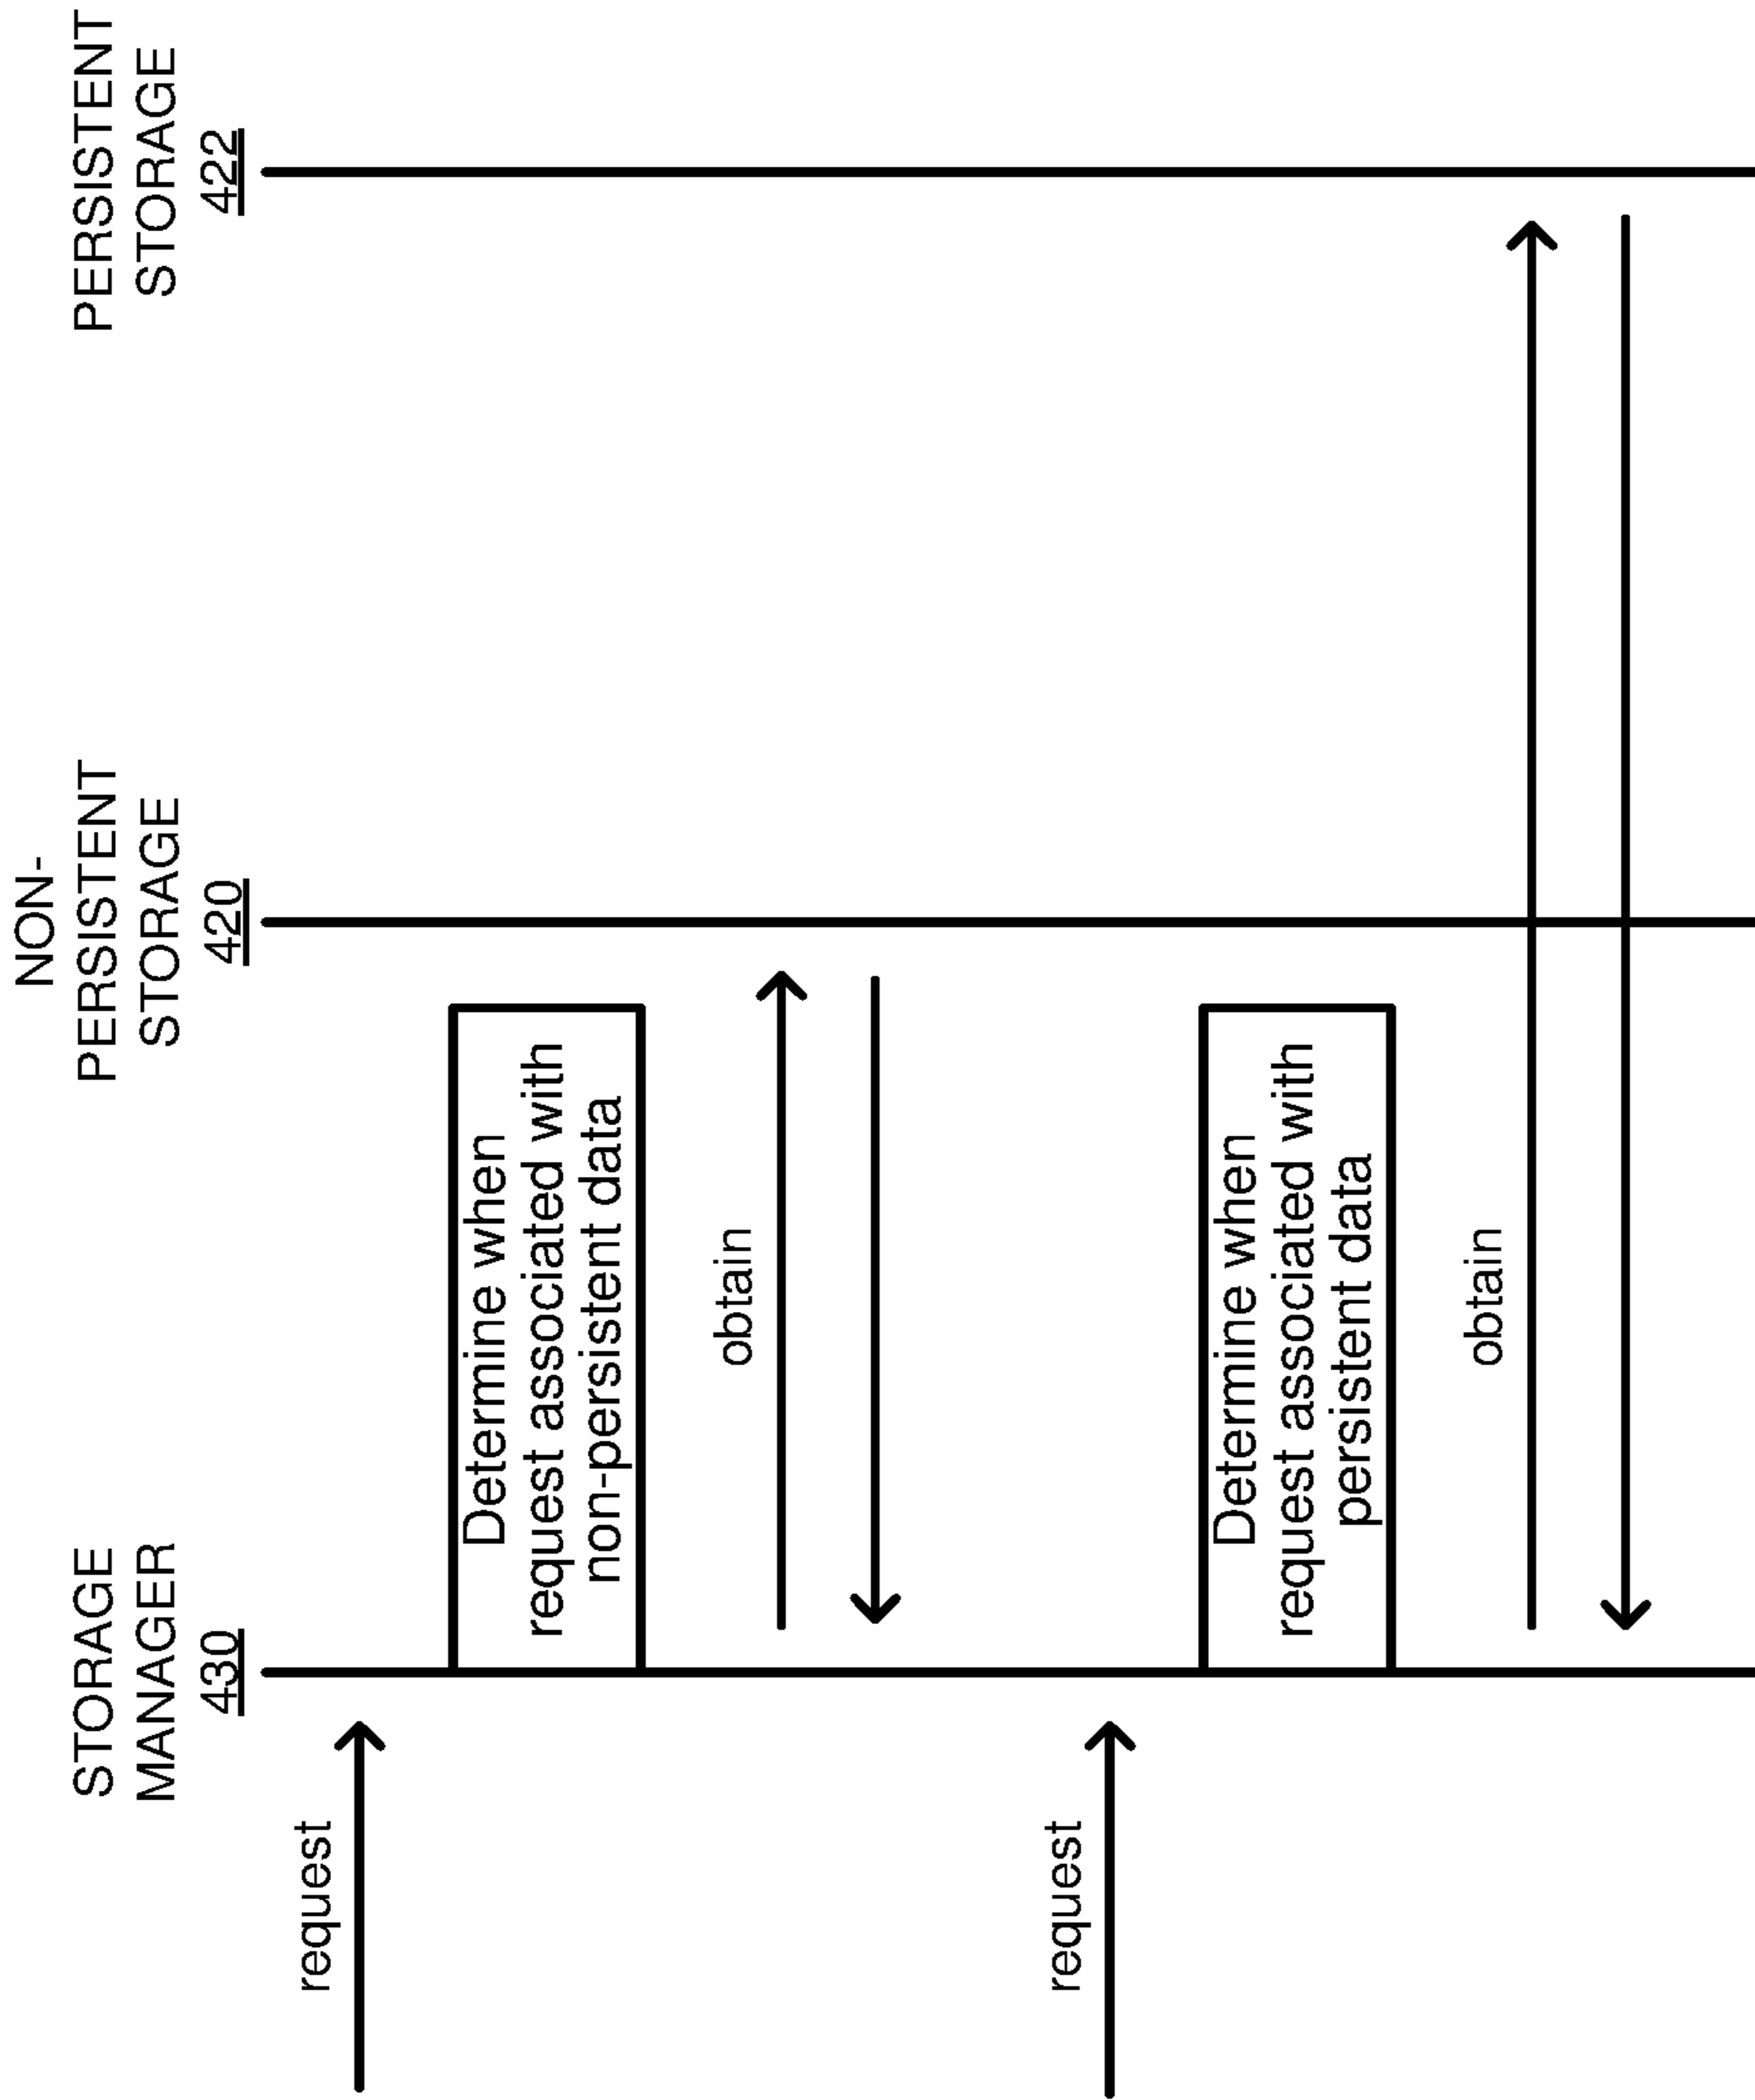 STORAGE
MANAGER
430
NON-
PERSISTENT
STORAGE
420
PERSISTENT
STORAGE
422
request
Determine when
request associated with
non-persistent data
obtain
request
Determine when
request associated with
persistent data
obtain